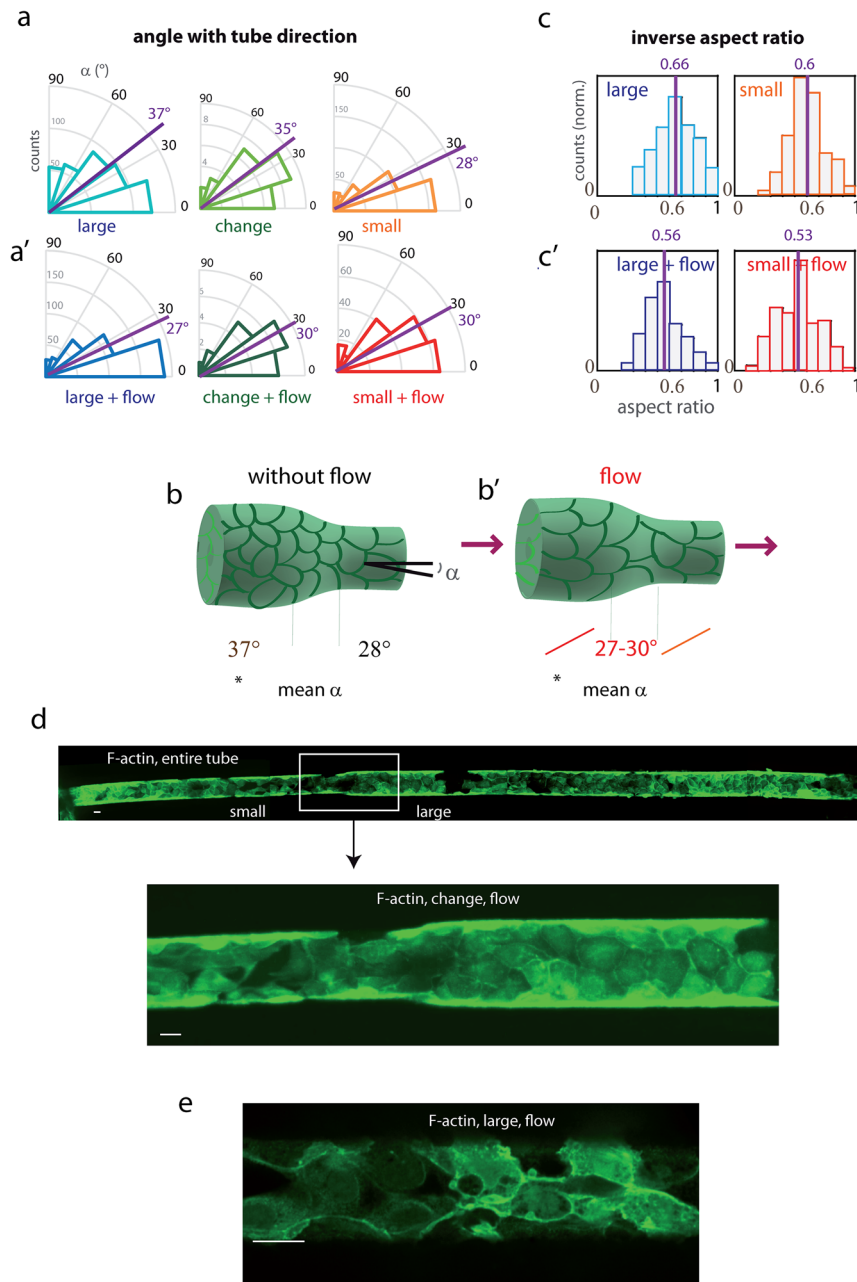 a
angle with tube direction
α (°)
90
60
37°
30
0
100
50
counts
large
90
60
35°
30
0
8
4
change
90
60
30
28°
0
150
50
small
a′
90
60
30
27°
0
150
100
50
large + flow
90
60
30
30°
0
6
4
2
change + flow
90
60
30
30°
0
60
40
20
small + flow
c
inverse aspect ratio
0.66
large
counts (norm.)
0
0
0.6
1
0.6
small
0
0
0.6
1
c′
0.56
large + flow
0
0
0.6
1
aspect ratio
0.53
small + flow
0
0
0.6
1
b
without flow
α
37°
28°
*
mean α
b′
flow
27-30°
*
mean α
d
F-actin, entire tube
small
large
F-actin, change, flow
e
F-actin, large, flow